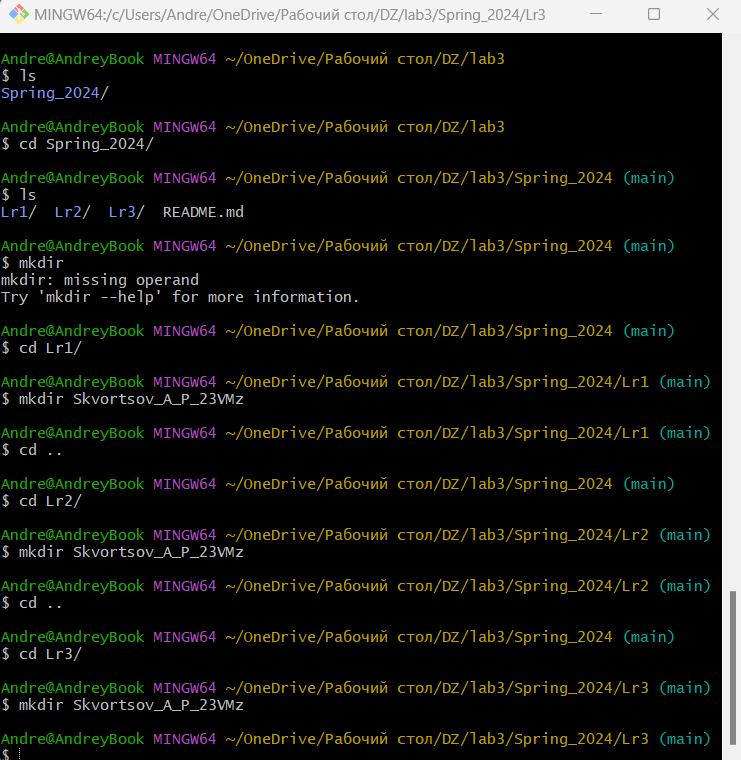 MINGW64:/c/Users/Andre/OneDrive/Рабочий стол/DZ/lab3/Spring_2024/Lr3
Andre@AndreyBook MINGW64 ~/OneDrive/Рабочий стол/DZ/lab3
$ ls
Spring_2024/
Andre@AndreyBook MINGW64 ~/OneDrive/Рабочий стол/DZ/lab3
$ cd Spring_2024/
Andre@AndreyBook MINGW64 ~/OneDrive/Рабочий стол/DZ/lab3/Spring_2024 (main)
$ ls
Lr1/  Lr2/  Lr3/  README.md
Andre@AndreyBook MINGW64 ~/OneDrive/Рабочий стол/DZ/lab3/Spring_2024 (main)
$ mkdir
mkdir: missing operand
Try 'mkdir --help' for more information.
Andre@AndreyBook MINGW64 ~/OneDrive/Рабочий стол/DZ/lab3/Spring_2024 (main)
$ cd Lr1/
Andre@AndreyBook MINGW64 ~/OneDrive/Рабочий стол/DZ/lab3/Spring_2024/Lr1 (main)
$ mkdir Skvortsov_A_P_23VMz
Andre@AndreyBook MINGW64 ~/OneDrive/Рабочий стол/DZ/lab3/Spring_2024/Lr1 (main)
$ cd ..
Andre@AndreyBook MINGW64 ~/OneDrive/Рабочий стол/DZ/lab3/Spring_2024 (main)
$ cd Lr2/
Andre@AndreyBook MINGW64 ~/OneDrive/Рабочий стол/DZ/lab3/Spring_2024/Lr2 (main)
$ mkdir Skvortsov_A_P_23VMz
Andre@AndreyBook MINGW64 ~/OneDrive/Рабочий стол/DZ/lab3/Spring_2024/Lr2 (main)
$ cd ..
Andre@AndreyBook MINGW64 ~/OneDrive/Рабочий стол/DZ/lab3/Spring_2024 (main)
$ cd Lr3/
Andre@AndreyBook MINGW64 ~/OneDrive/Рабочий стол/DZ/lab3/Spring_2024/Lr3 (main)
$ mkdir Skvortsov_A_P_23VMz
Andre@AndreyBook MINGW64 ~/OneDrive/Рабочий стол/DZ/lab3/Spring_2024/Lr3 (main)
$